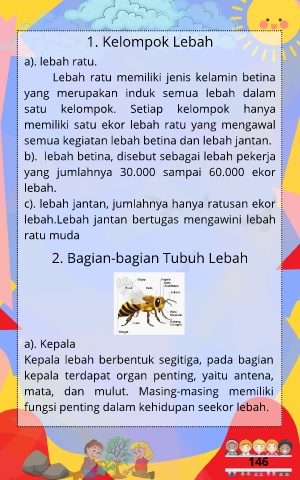 1. Kelompok Lebah
a). lebah ratu.
Lebah ratu memiliki jenis kelamin betina
yang merupakan induk semua lebah dalam
satu kelompok. Setiap kelompok hanya
memiliki satu ekor lebah ratu yang mengawal
semua kegiatan lebah betina dan lebah jantan.
b). lebah betina, disebut sebagai lebah pekerja
yang jumlahnya 30.000 sampai 60.000 ekor
lebah.
c). lebah jantan, jumlahnya hanya ratusan ekor
lebah.Lebah jantan bertugas mengawini lebah
ratu muda
2. Bagian-bagian Tubuh Lebah
a). Kepala
Kepala lebah berbentuk segitiga, pada bagian
kepala terdapat organ penting, yaitu antena,
mata, dan mulut. Masing-masing memiliki
fungsi penting dalam kehidupan seekor lebah.
146